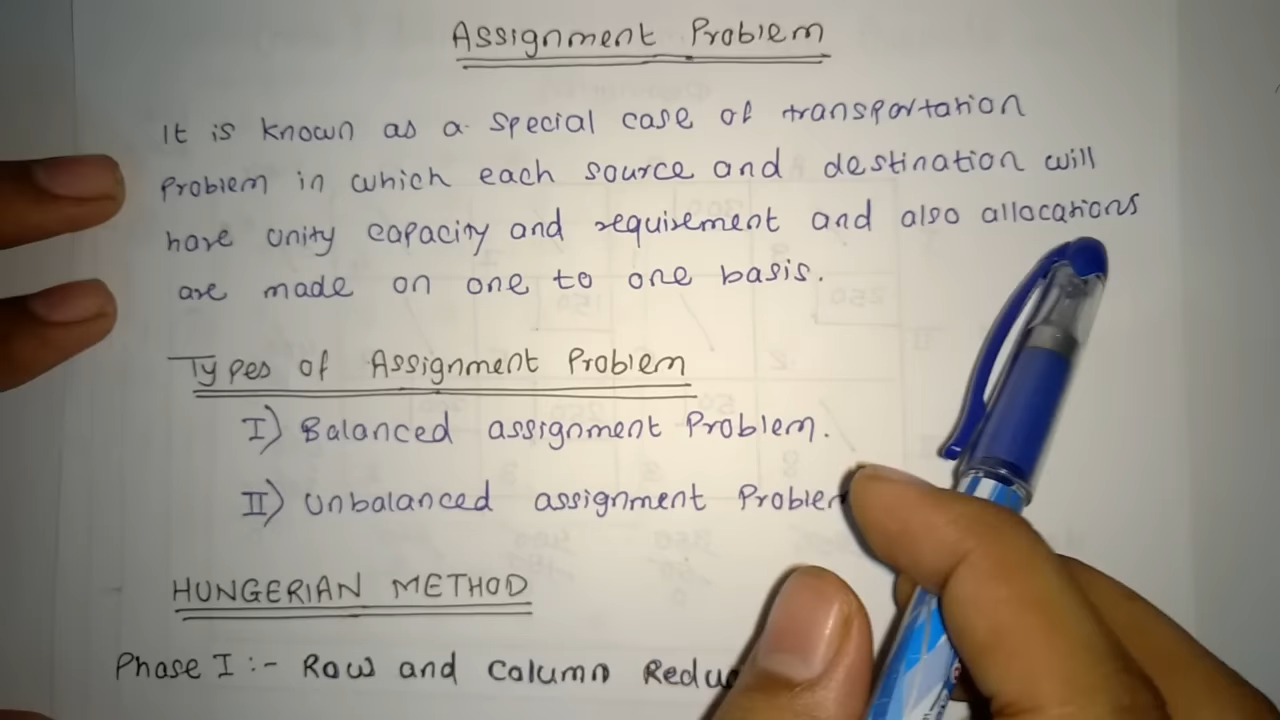 Assignment Problem
It is known as a special case of transportation
Problem in which each source and destination will
have unity capacity and requirement and also allocations
are made on one to one basis.
Types of Assignment Problem
I) Balanced assignment Problem.
II) Unbalanced assignment Problem
HUNGERIAN METHOD
Phase I :- Row and Column Reduc